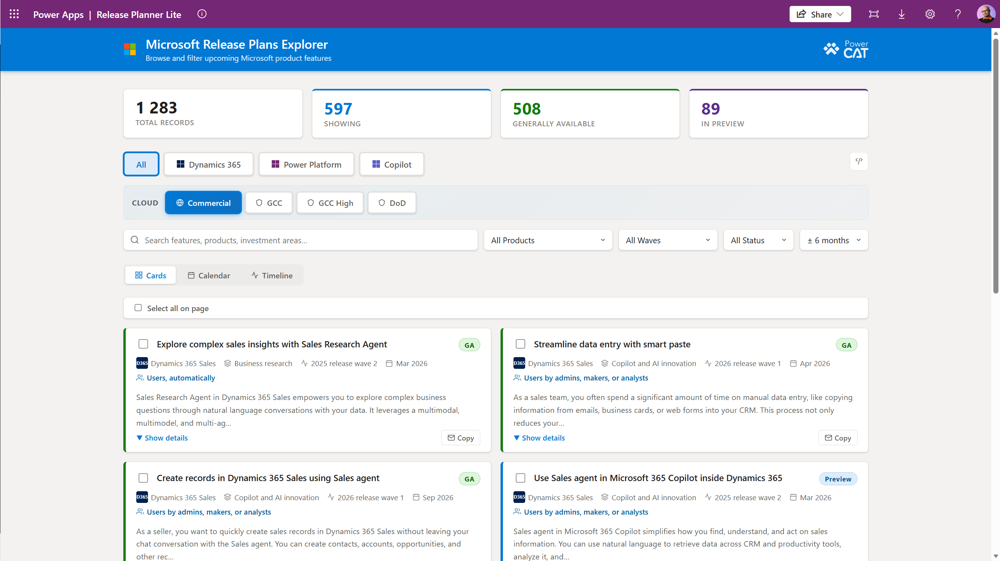 Power Apps | Release Planner Lite
Share
Microsoft Release Plans Explorer
Browse and filter upcoming Microsoft product features
Power
CAT
1 283
TOTAL RECORDS
597
SHOWING
508
GENERALLY AVAILABLE
89
IN PREVIEW
All
Dynamics 365
Power Platform
Copilot
CLOUD
Commercial
GCC
GCC High
DoD
Search features, products, investment areas...
All Products
All Waves
All Status
± 6 months
Cards
Calendar
Timeline
Select all on page
Explore complex sales insights with Sales Research Agent
GA
D365 Dynamics 365 Sales Business research 2025 release wave 2 Mar 2026
Users, automatically
Sales Research Agent in Dynamics 365 Sales empowers you to explore complex business
questions through natural language conversations with your data. It leverages a multimodal,
multimodel, and multi-ag...
Show details
Copy
Streamline data entry with smart paste
GA
D365 Dynamics 365 Sales Copilot and AI innovation 2026 release wave 1 Apr 2026
Users by admins, makers, or analysts
As a sales team, you often spend a significant amount of time on manual data entry, like copying
information from emails, business cards, or web forms into your CRM. This process not only
reduces your...
Show details
Copy
Create records in Dynamics 365 Sales using Sales agent
GA
D365 Dynamics 365 Sales Copilot and AI innovation 2026 release wave 1 Sep 2026
Users by admins, makers, or analysts
As a seller, you want to quickly create sales records in Dynamics 365 Sales without leaving your
chat conversation with the Sales agent. You can create contacts, accounts, opportunities, and
other rec...
Use Sales agent in Microsoft 365 Copilot inside Dynamics 365
Preview
D365 Dynamics 365 Sales Copilot and AI innovation 2025 release wave 2 Mar 2026
Users by admins, makers, or analysts
Sales agent in Microsoft 365 Copilot simplifies how you find, understand, and act on sales
information. You can use natural language to retrieve data across CRM and productivity tools,
analyze it, and...